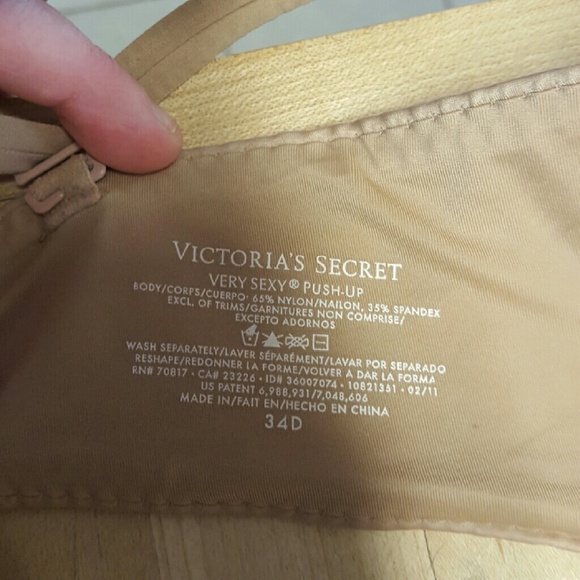 VICTORIA'S SECRET
VERY SEXY® PUSH-UP
BODY/CORPS/CUERPO: 65% NYLON/NAILON, 35% SPANDEX
EXCL. OF TRIMS/GARNITURES NON COMPRISE/
EXCEPTO ADORNOS
WASH SEPARATELY/LAVER SÉPARÉMENT/LAVAR POR SEPARADO
RESHAPE/REDONNER LA FORME/VOLVER A DAR LA FORMA
RN# 70817 • CA# 23226 • ID# 36007074 • 10821351 • 02/11
US PATENT 6,988,931/7,048,606
MADE IN/FAIT EN/HECHO EN CHINA
34D